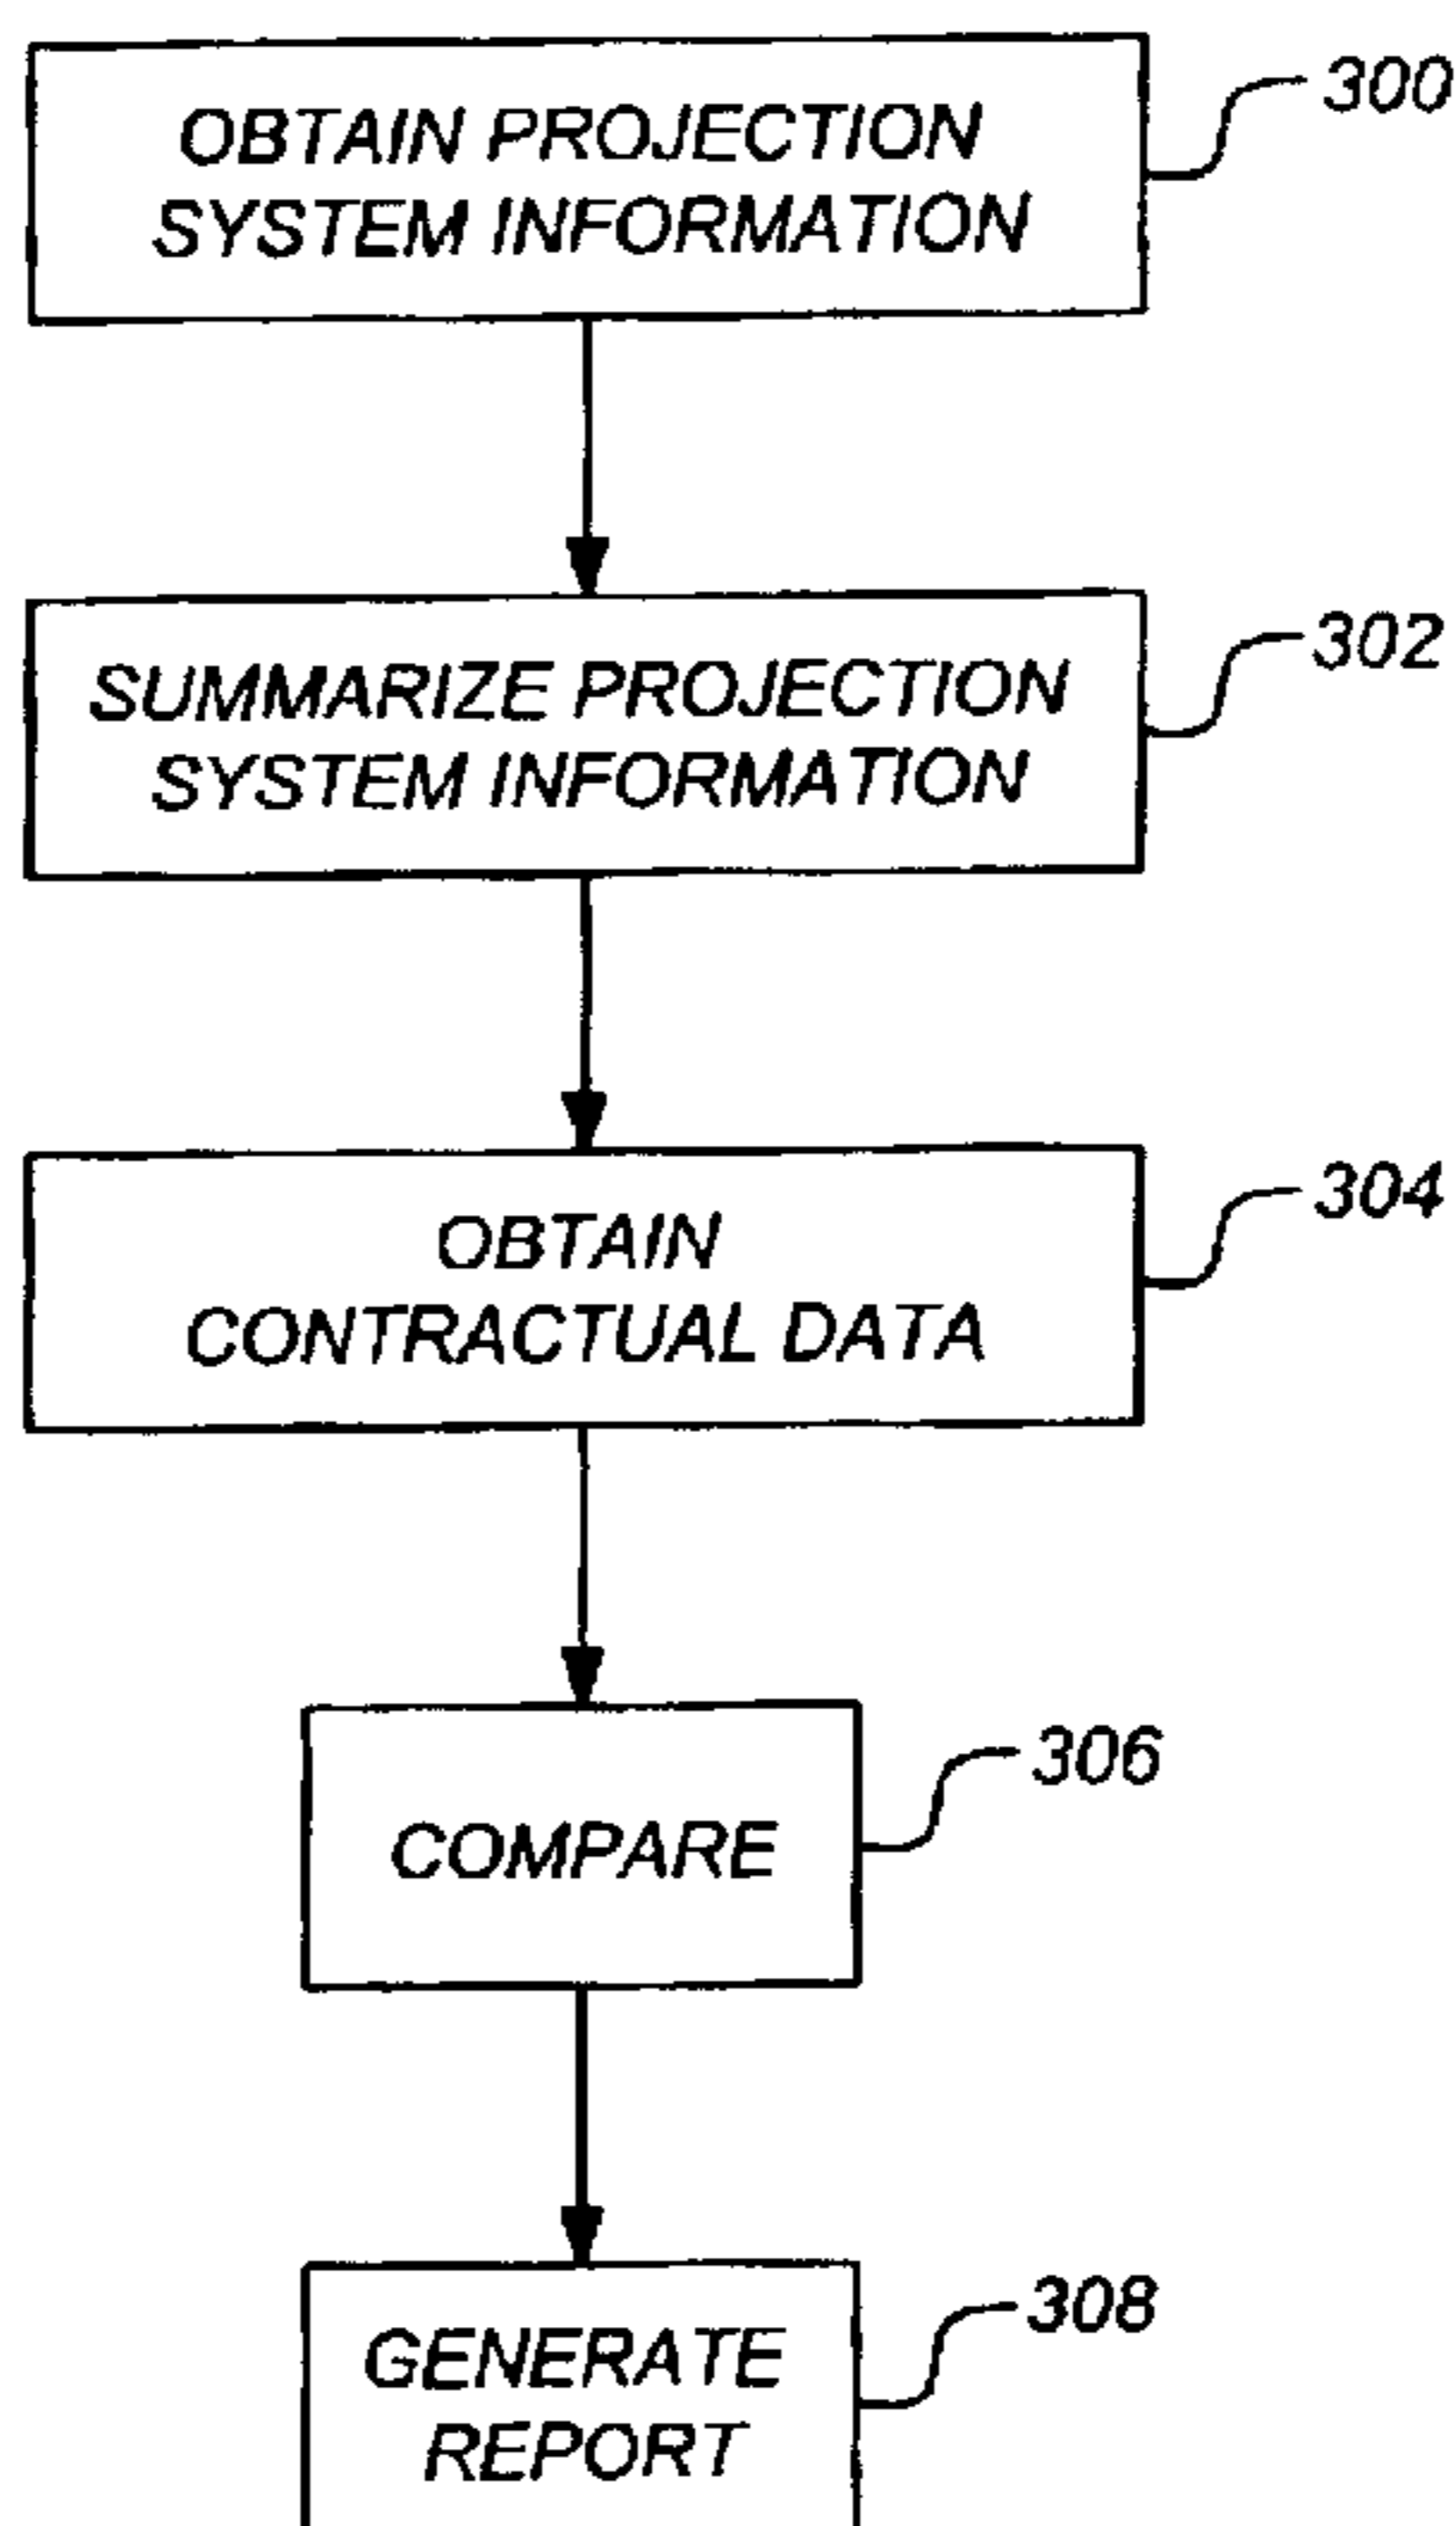 OBTAIN PROJECTION
SYSTEM INFORMATION
300
SUMMARIZE PROJECTION
SYSTEM INFORMATION
302
OBTAIN
CONTRACTUAL DATA
304
COMPARE
306
GENERATE
REPORT
308